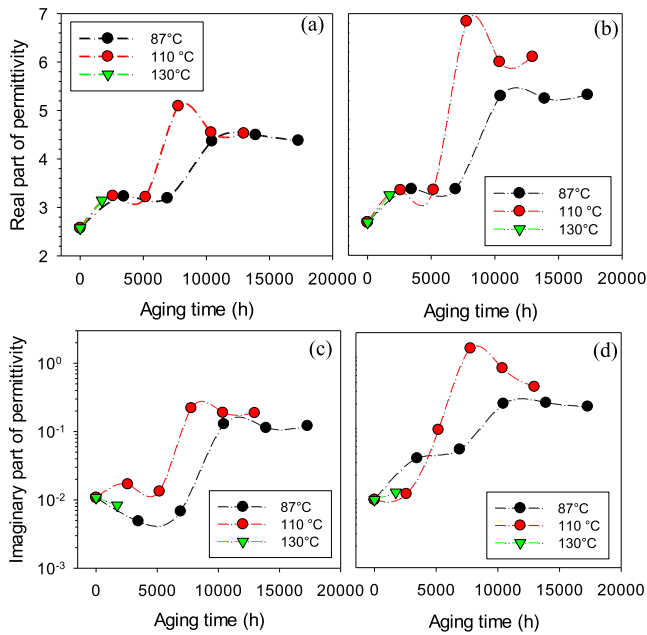 (a)
87°C
110 °C
130°C
Real part of permittivity
7
6
5
4
3
2
0 5000 10000 15000 20000
Aging time (h)
(b)
87°C
110 °C
130°C
0 5000 10000 15000 20000
Aging time (h)
(c)
87°C
110 °C
130°C
Imaginary part of permittivity
10⁰
10⁻¹
10⁻²
10⁻³
0 5000 10000 15000 20000
Aging time (h)
(d)
87°C
110 °C
130°C
0 5000 10000 15000 20000
Aging time (h)